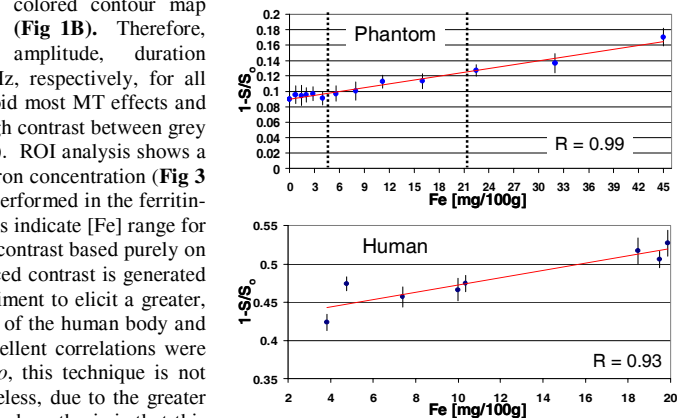 colored contour map
(Fig 1B). Therefore,
amplitude, duration
Hz, respectively, for all
oid most MT effects and
gh contrast between grey
). ROI analysis shows a
ron concentration (Fig 3
performed in the ferritin-
s indicate [Fe] range for
contrast based purely on
ced contrast is generated
iment to elicit a greater,
of the human body and
ellent correlations were
o, this technique is not
eless, due to the greater
0.2
0.18
0.16
0.14
0.12
0.1
0.08
0.06
0.04
0.02
0
1-S/So
Phantom
R = 0.99
0 3 6 9 12 15 18 21 24 27 30 33 36 39 42 45
Fe [mg/100g]
0.55
0.5
0.45
0.4
0.35
1-S/So
Human
R = 0.93
2 4 6 8 10 12 14 16 18 20
Fe [mg/100g]